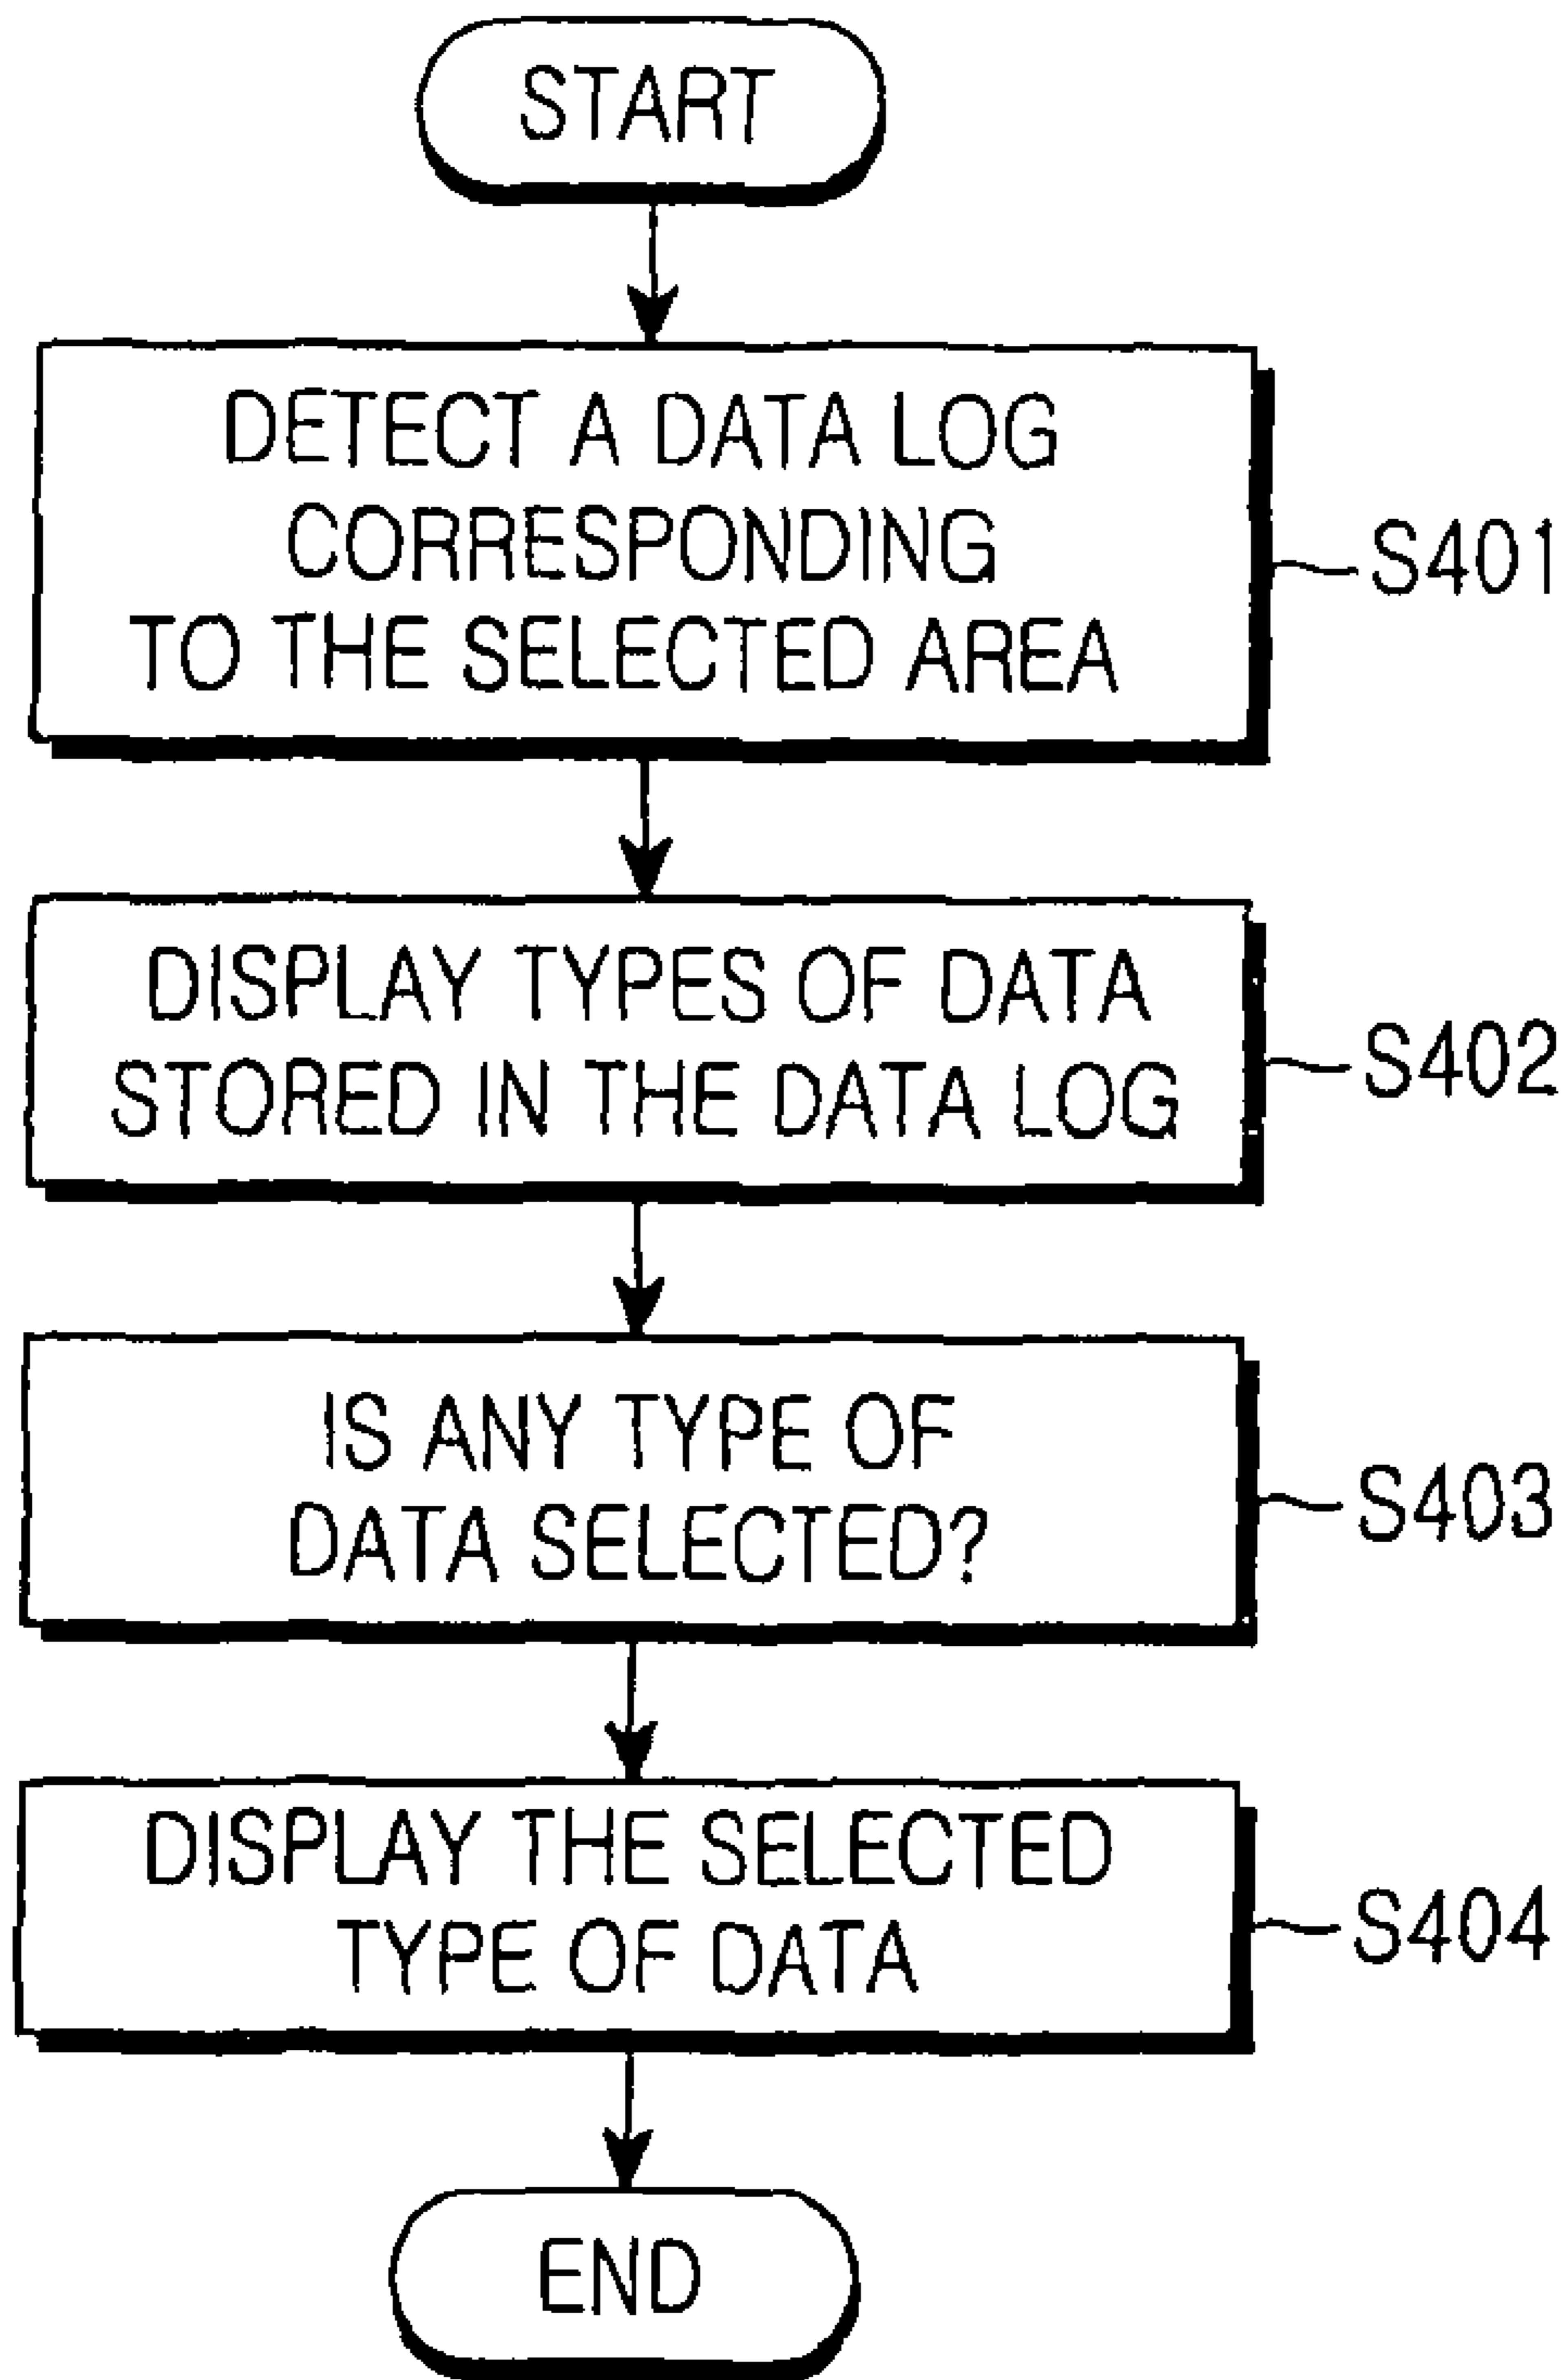 START
DETECT A DATA LOG
CORRESPONDING
TO THE SELECTED AREA
S401
DISPLAY TYPES OF DATA
STORED IN THE DATA LOG
S402
IS ANY TYPE OF
DATA SELECTED?
S403
DISPLAY THE SELECTED
TYPE OF DATA
S404
END